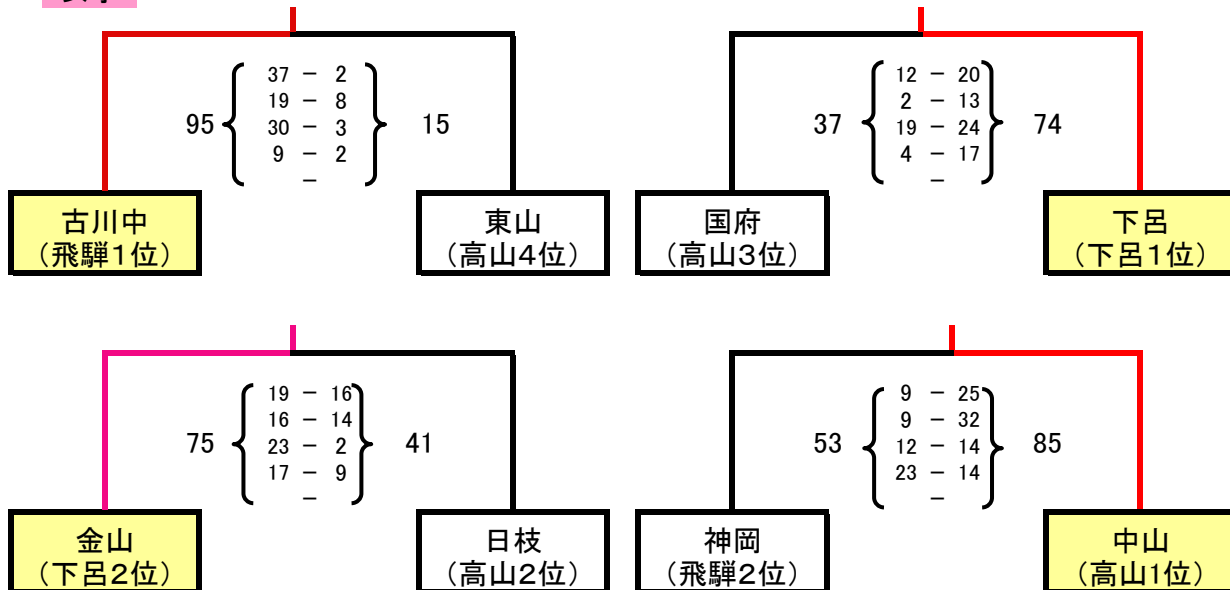 37 － 2
19 － 8
95 30 － 3 15
9 － 2
－
古川中
（飛騨1位）
東山
（高山4位）
12 － 20
2 － 13
37 19 － 24 74
4 － 17
－
国府
（高山3位）
下呂
（下呂1位）
19 － 16
16 － 14
75 23 － 2 41
17 － 9
－
金山
（下呂2位）
日枝
（高山2位）
9 － 25
9 － 32
53 12 － 14 85
23 － 14
－
神岡
（飛騨2位）
中山
（高山1位）